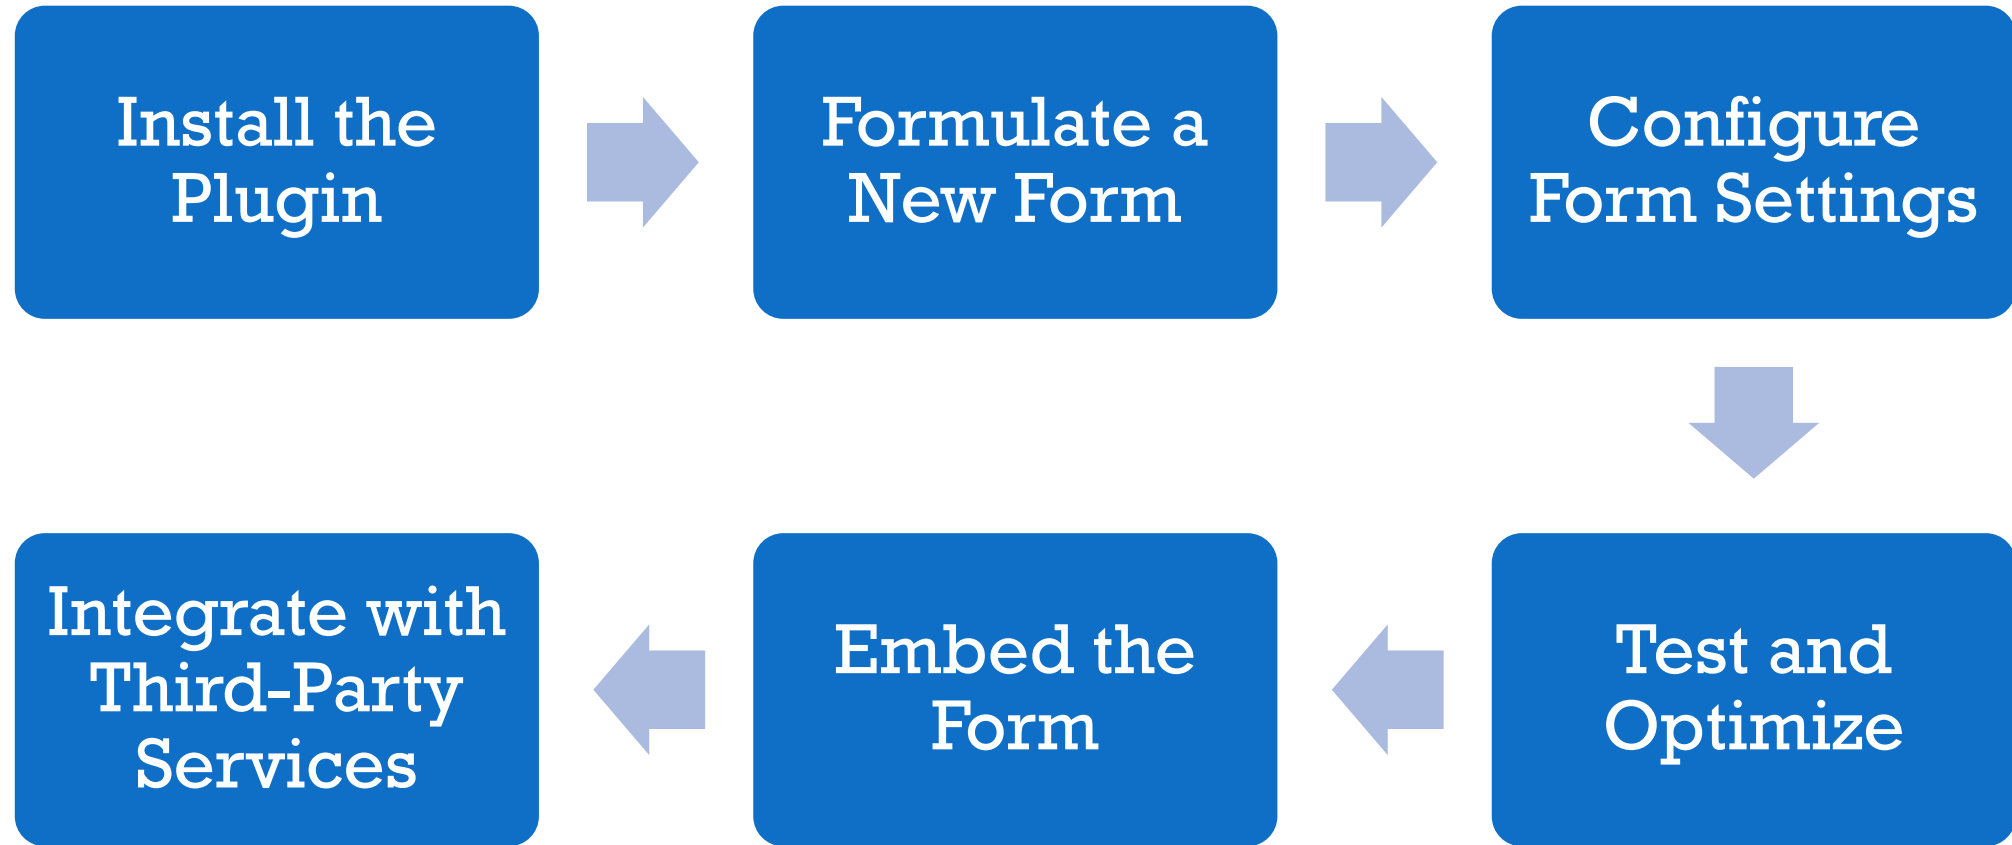 Install the
Plugin
Formulate a
New Form
Configure
Form Settings
Test and
Optimize
Embed the
Form
Integrate with
Third-Party
Services